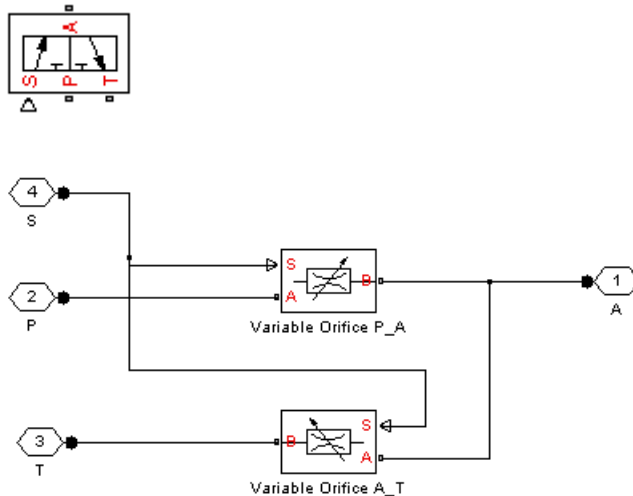 A
S P T
4
S
S
2
A
B
1
P
A
Variable Orifice P_A
S
3
B
A
T
Variable Orifice A_T